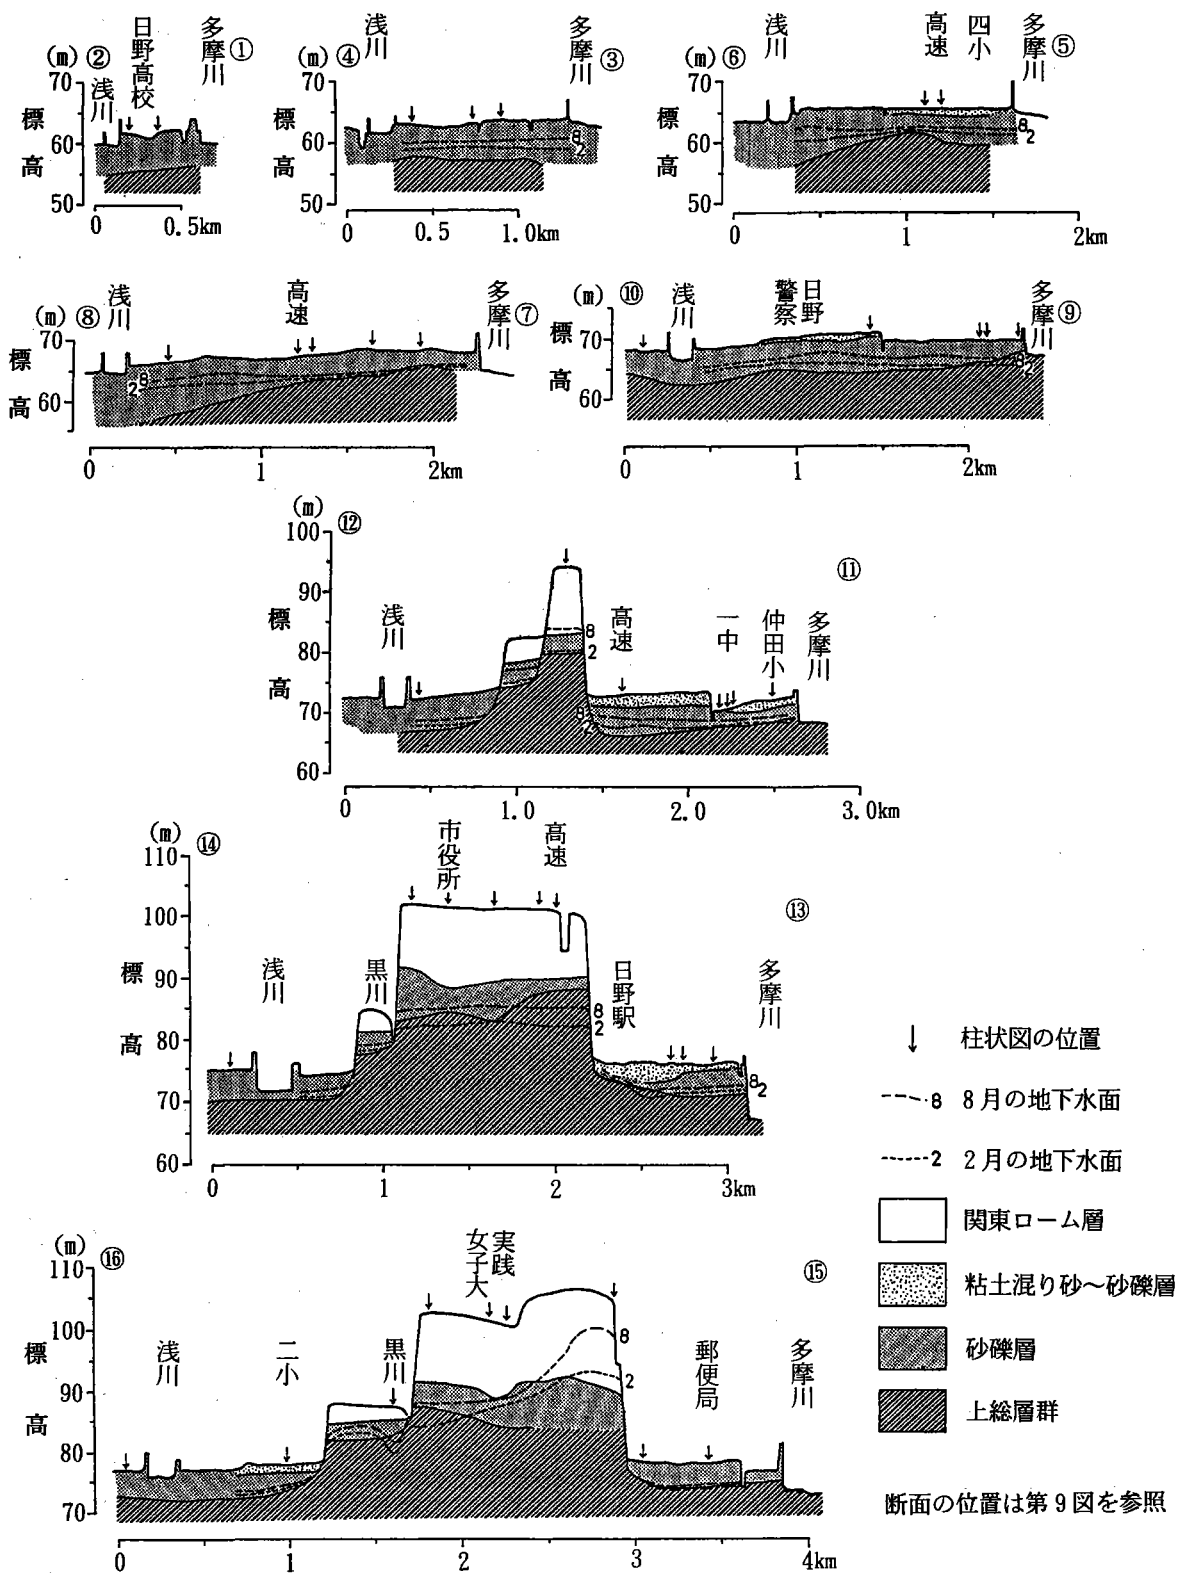 (m) ② 日野高校 多摩川 ①
浅川
70
標
60
高
50
0 0.5km
浅川
(m) ④ 多摩川 ③
70
標
60
高
50
8
2
0 0.5 1.0km
浅川 高速 四小 多摩川 ⑤
(m) ⑥
70
標
60
高
50
8
2
0 1 2km
浅川 高速 多摩川 ⑦
(m) ⑧
70
標
高 60
8
2
0 1 2km
(m) ⑩ 浅川 日野警察 多摩川 ⑨
標 70
高 60
8
2
0 1 2km
(m)
100 ⑫
⑪
90
標
80
高
70
60
浅川 高速 一中 仲田小 多摩川
8
2
8
2
0 1.0 2.0 3.0km
(m) ⑭ 市役所 高速
110
100 ⑬
標 90
高 80
70
60
浅川 黒川 日野駅 多摩川
8
2
8 2
0 1 2 3km
(m) ⑯ 実践女子大 ⑮
110
100
標
90
高
80
70
浅川 二小 黒川 郵便局 多摩川
8
2
0 1 2 3 4km
柱状図の位置
8 8月の地下水面
2 2月の地下水面
関東ローム層
粘土混り砂〜砂礫層
砂礫層
上総層群
断面の位置は第9図を参照